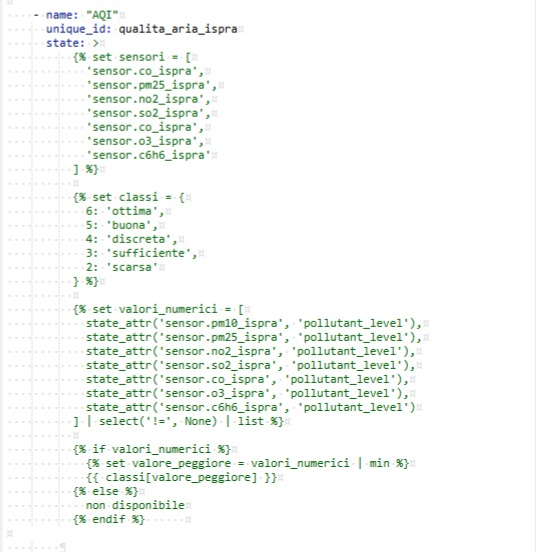 - name: "AQI"
  unique_id: qualita_aria_ispra
  state: >
      {% set sensori = [
        'sensor.co_ispra',
        'sensor.pm25_ispra',
        'sensor.no2_ispra',
        'sensor.so2_ispra',
        'sensor.co_ispra',
        'sensor.o3_ispra',
        'sensor.c6h6_ispra'
      ] %}
      {% set classi = {
        6: 'ottima',
        5: 'buona',
        4: 'discreta',
        3: 'sufficiente',
        2: 'scarsa'
      } %}
      {% set valori_numerici = [
        state_attr('sensor.pm10_ispra', 'pollutant_level'),
        state_attr('sensor.pm25_ispra', 'pollutant_level'),
        state_attr('sensor.no2_ispra', 'pollutant_level'),
        state_attr('sensor.so2_ispra', 'pollutant_level'),
        state_attr('sensor.co_ispra', 'pollutant_level'),
        state_attr('sensor.o3_ispra', 'pollutant_level'),
        state_attr('sensor.c6h6_ispra', 'pollutant_level')
      ] | select('!=', None) | list %}
      {% if valori_numerici %}
        {% set valore_peggiore = valori_numerici | min %}
        {{ classi[valore_peggiore] }}
      {% else %}
        non disponibile
      {% endif %}